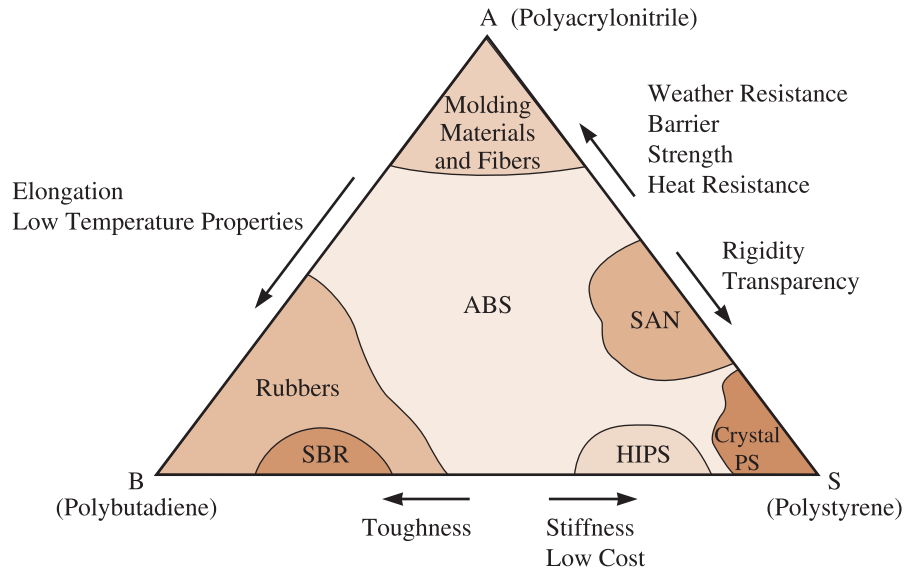 A (Polyacrylonitrile)
Molding
Materials
and Fibers
Weather Resistance
Barrier
Strength
Heat Resistance
Elongation
Low Temperature Properties
Rigidity
Transparency
ABS
SAN
Rubbers
SBR
HIPS
Crystal
PS
B
(Polybutadiene)
S
(Polystyrene)
Toughness
Stiffness
Low Cost